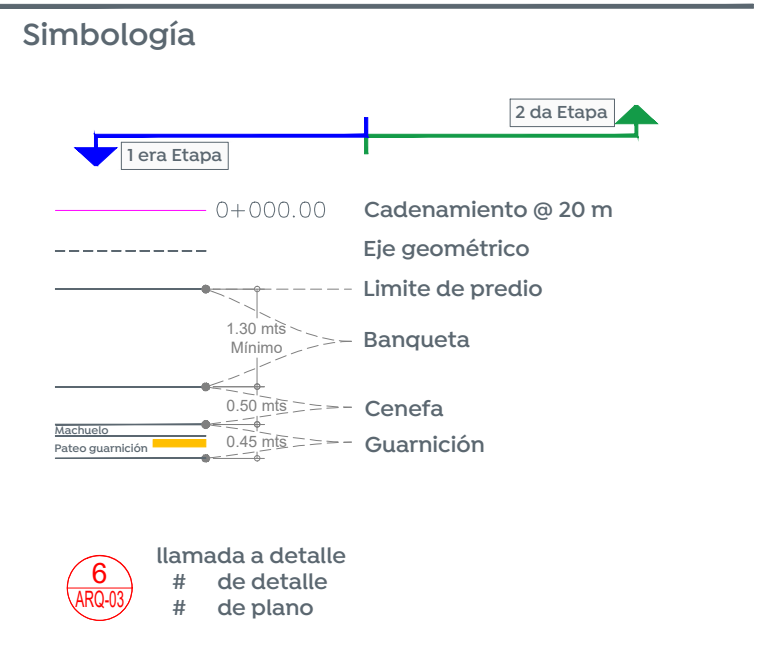 Simbología
2 da Etapa
1 era Etapa
0+000.00 Cadenamiento @ 20 m
Eje geométrico
Limite de predio
1.30 mts
Mínimo
Banqueta
0.50 mts
Cenefa
Machuelo
Pateo guarnición
0.45 mts
Guarnición
6
ARQ-03
llamada a detalle
# de detalle
# de plano